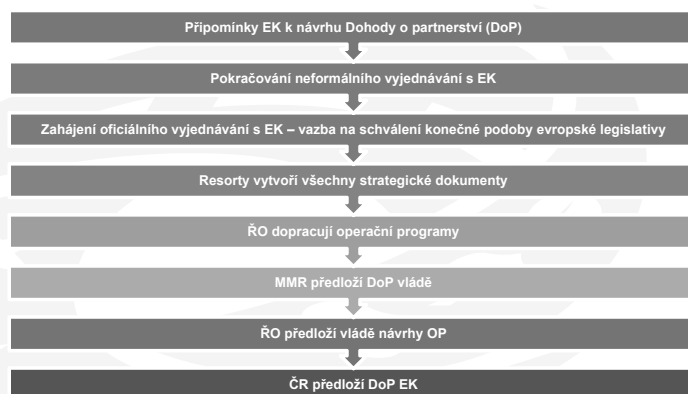 Připomínky EK k návrhu Dohody o partnerství (DoP)
Pokračování neformálního vyjednávání s EK
Zahájení oficiálního vyjednávání s EK – vazba na schválení konečné podoby evropské legislativy
Resorty vytvoří všechny strategické dokumenty
ŘO dopracují operační programy
MMR předloží DoP vládě
ŘO předloží vládě návrhy OP
ČR předloží DoP EK